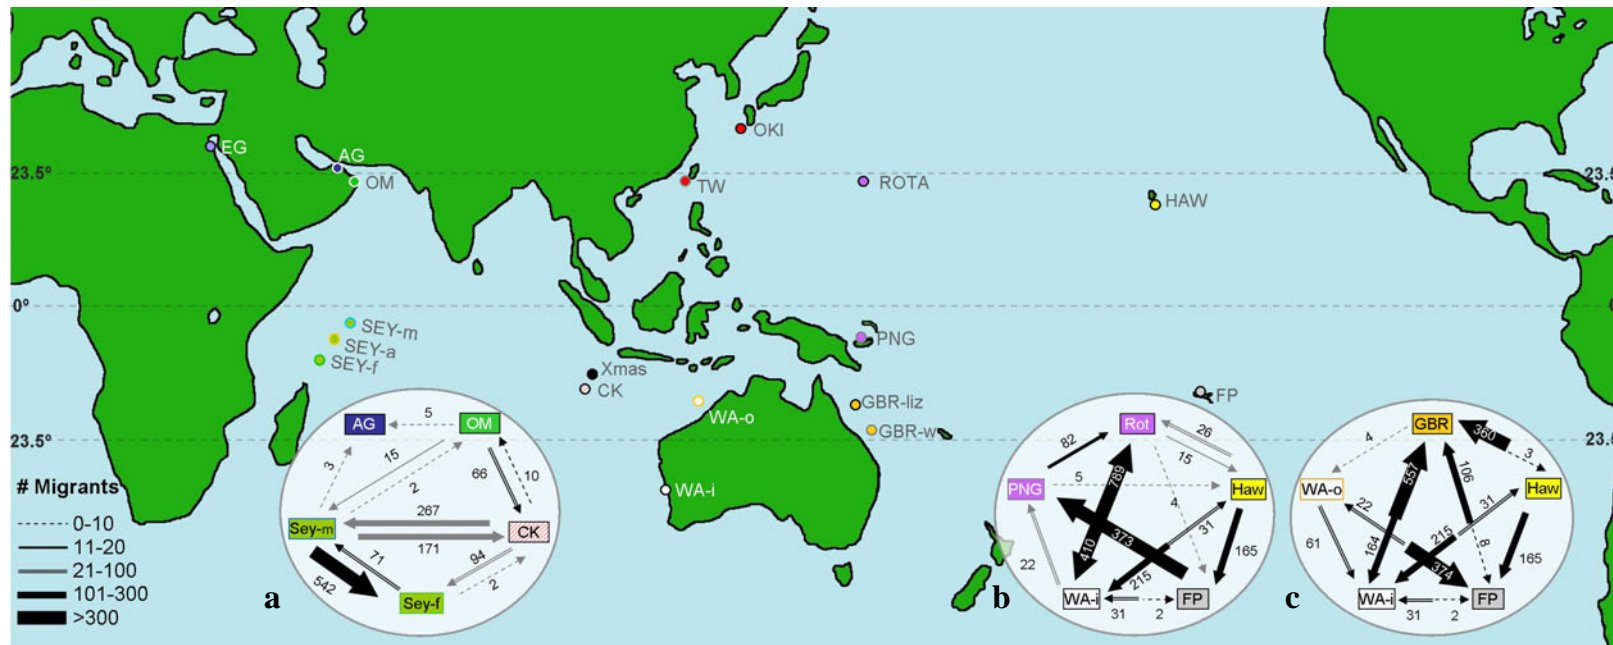 OKI
EG
AG
23.5°
23.5
OM
TW
ROTA
HAW
0°
0
SEY-m
SEY-a
SEY-f
PNG
Xmas
CK
FP
WA-o
GBR-liz
GBR-w
23.5°
23.5
WA-i
# Migrants
0-10
11-20
21-100
101-300
>300
a
AG
5
OM
3
15
2
66
10
Sey-m
267
171
CK
71
94
2
542
Sey-f
b
Rot
82
26
15
789
PNG
5
4
Haw
31
373
410
22
215
165
WA-i
FP
31
2
c
GBR
4
360
3
557
106
WA-o
Haw
22
31
61
164
215
8
374
165
WA-i
FP
31
2